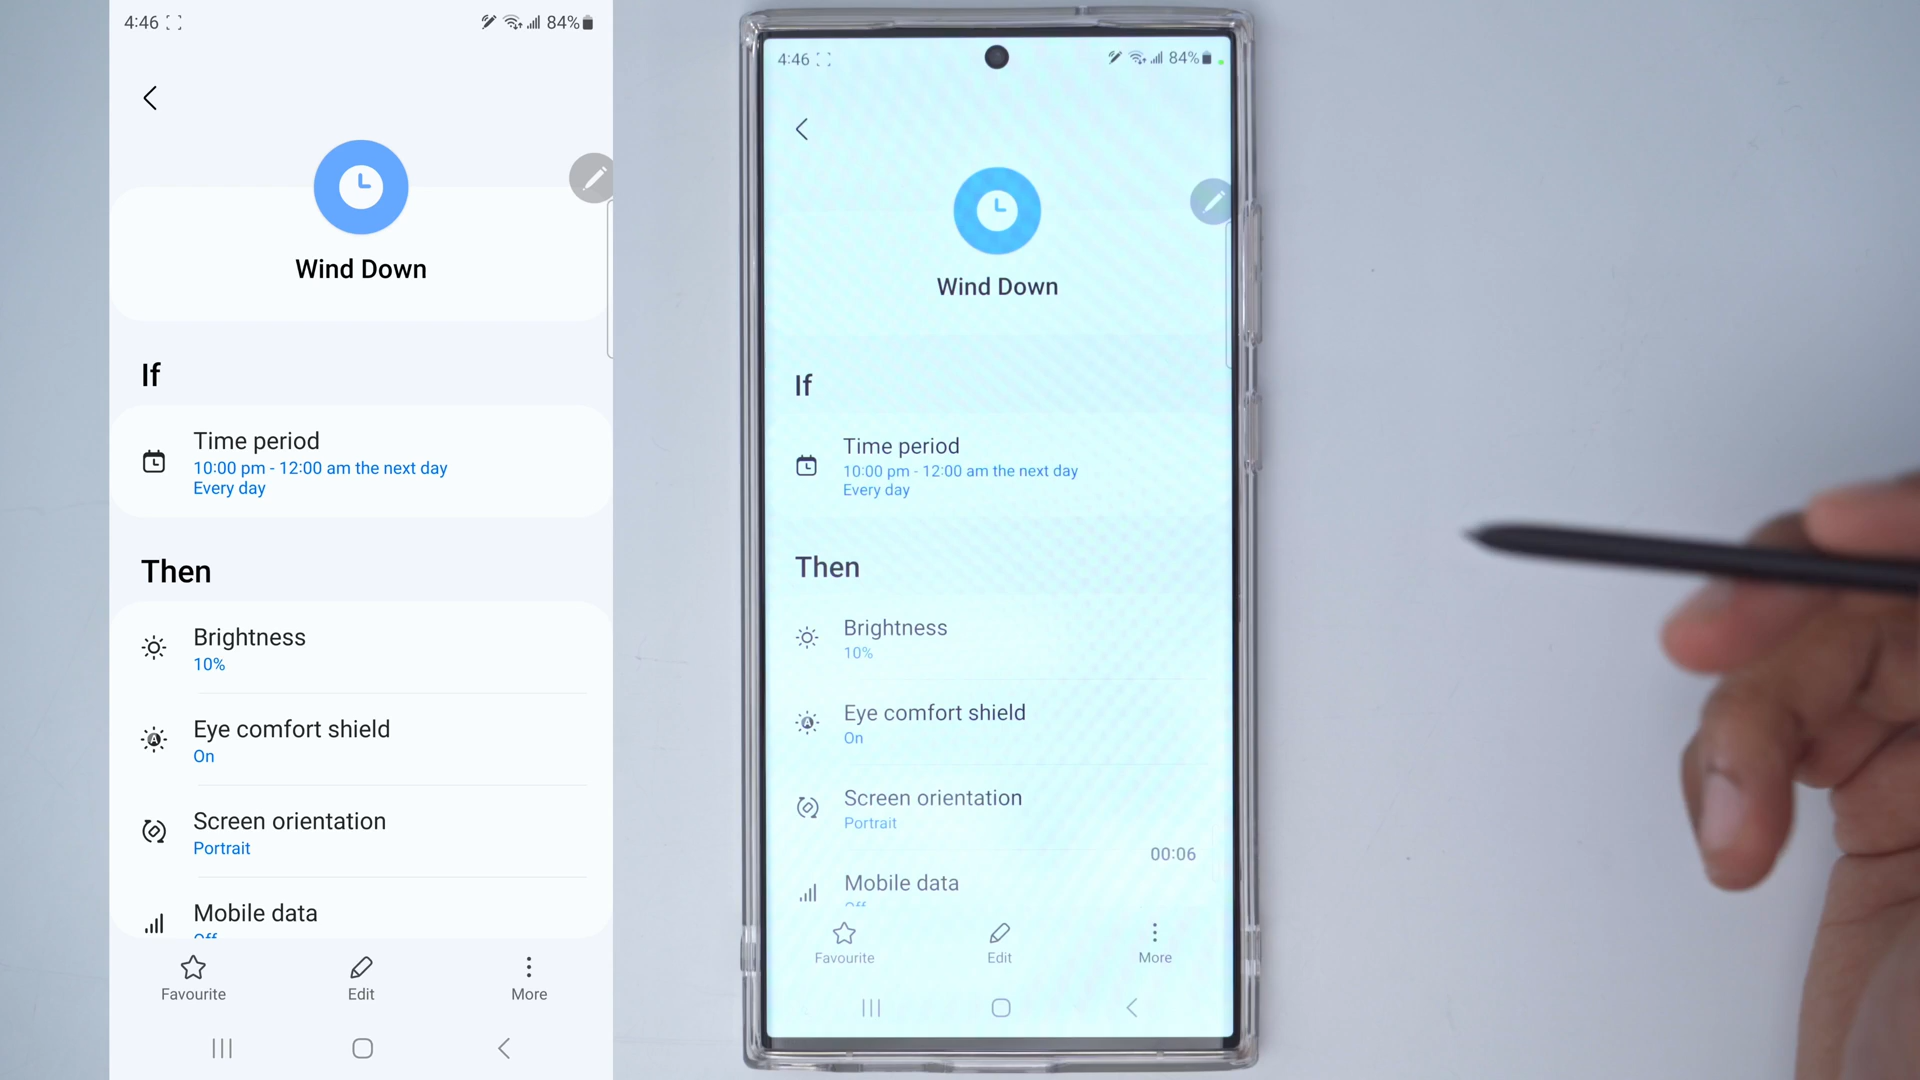 4:46
84%
Wind Down
If
Time period
10:00 pm - 12:00 am the next day
Every day
Then
Brightness
10%
Eye comfort shield
On
Screen orientation
Portrait
Mobile data
Off
Favourite
Edit
More
4:46
84%
Wind Down
If
Time period
10:00 pm - 12:00 am the next day
Every day
Then
Brightness
10%
Eye comfort shield
On
Screen orientation
Portrait
00:06
Mobile data
Off
Favourite
Edit
More